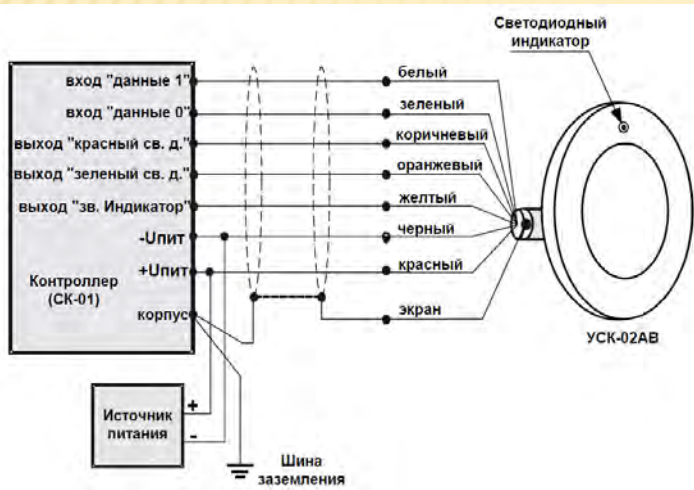 Светодиодный
индикатор
вход "данные 1"
белый
вход "данные 0"
зеленый
выход "красный св. д."
коричневый
выход "зеленый св. д."
оранжевый
выход "зв. Индикатор"
желтый
-Uпит
черный
+Uпит
красный
Контроллер
(СК-01)
корпус
экран
УСК-02АВ
Источник
питания
+
-
Шина
заземления